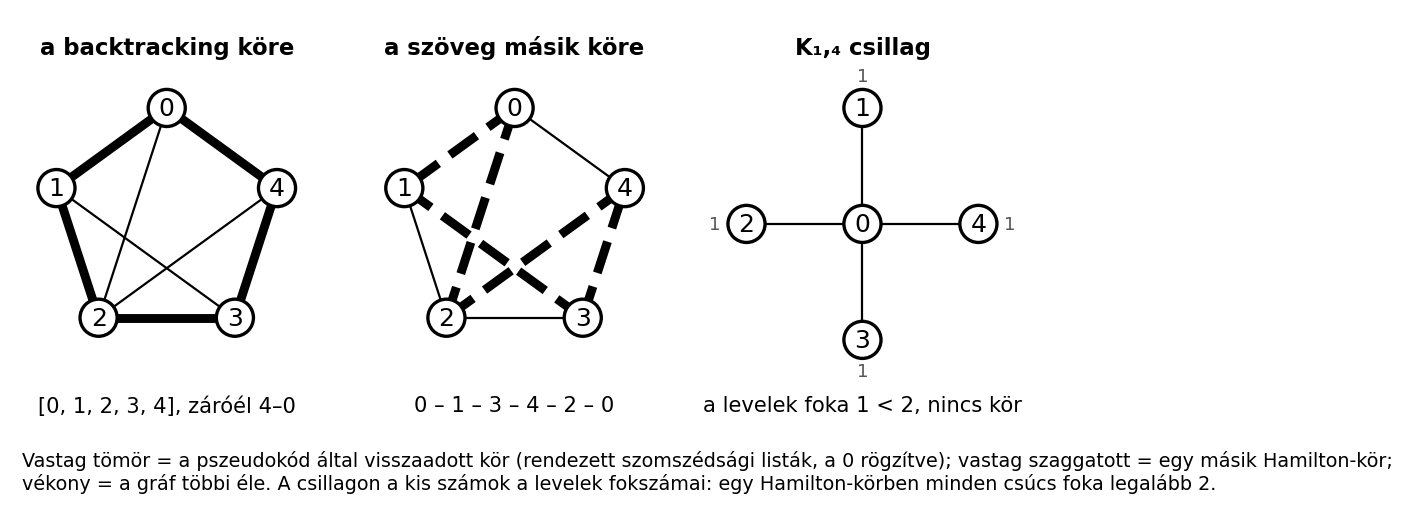 a backtracking köre
a szöveg másik köre
K₁,₄ csillag
0
1
4
2
3
0
1
4
2
3
1
1
1 2
0
4 1
3
1
[0, 1, 2, 3, 4], záróél 4–0
0 – 1 – 3 – 4 – 2 – 0
a levelek foka 1 < 2, nincs kör
Vastag tömör = a pszeudokód által visszaadott kör (rendezett szomszédsági listák, a 0 rögzítve); vastag szaggatott = egy másik Hamilton-kör;
vékony = a gráf többi éle. A csillagon a kis számok a levelek fokszámai: egy Hamilton-körben minden csúcs foka legalább 2.